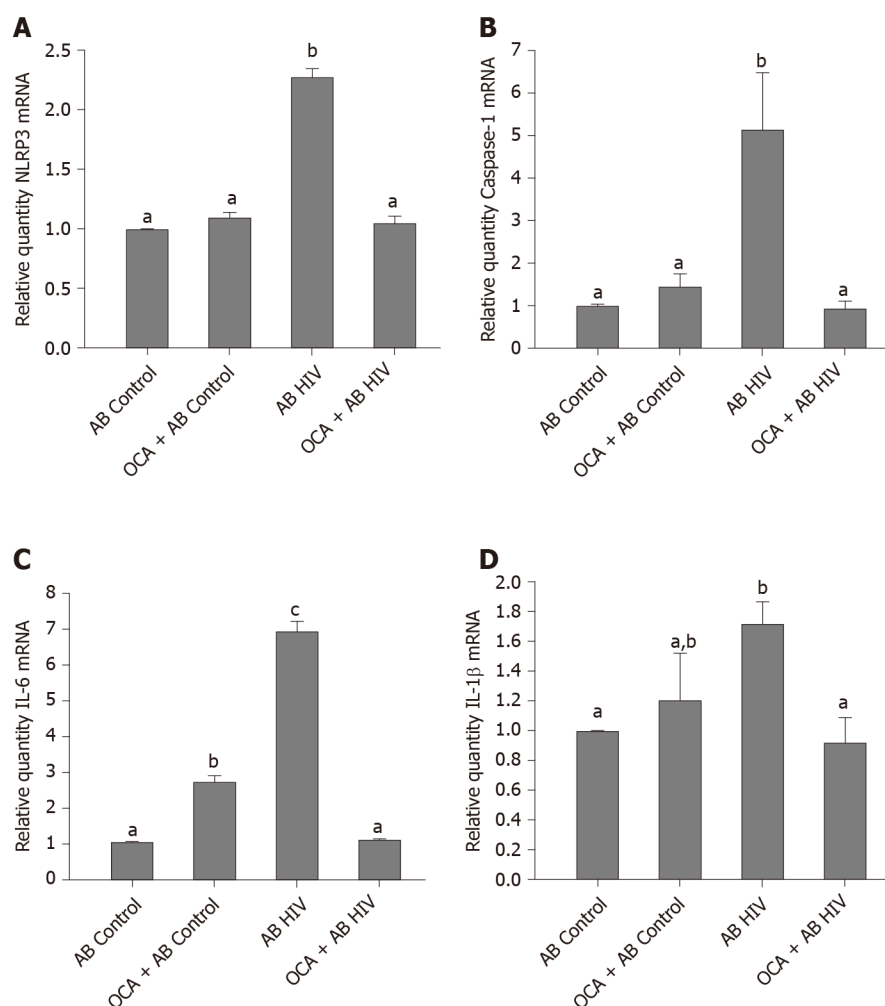 A
Relative quantity NLRP3 mRNA
2.5
2.0
1.5
1.0
0.5
0.0
a
a
b
a
AB Control
OCA + AB Control
AB HIV
OCA + AB HIV
B
Relative quantity Caspase-1 mRNA
7
6
5
4
3
2
1
0
a
a
b
a
AB Control
OCA + AB Control
AB HIV
OCA + AB HIV
C
Relative quantity IL-6 mRNA
8
7
6
5
4
3
2
1
0
a
b
c
a
AB Control
OCA + AB Control
AB HIV
OCA + AB HIV
D
Relative quantity IL-1β mRNA
2.0
1.8
1.6
1.4
1.2
1.0
0.8
0.6
0.4
0.2
0.0
a
a,b
b
a
AB Control
OCA + AB Control
AB HIV
OCA + AB HIV